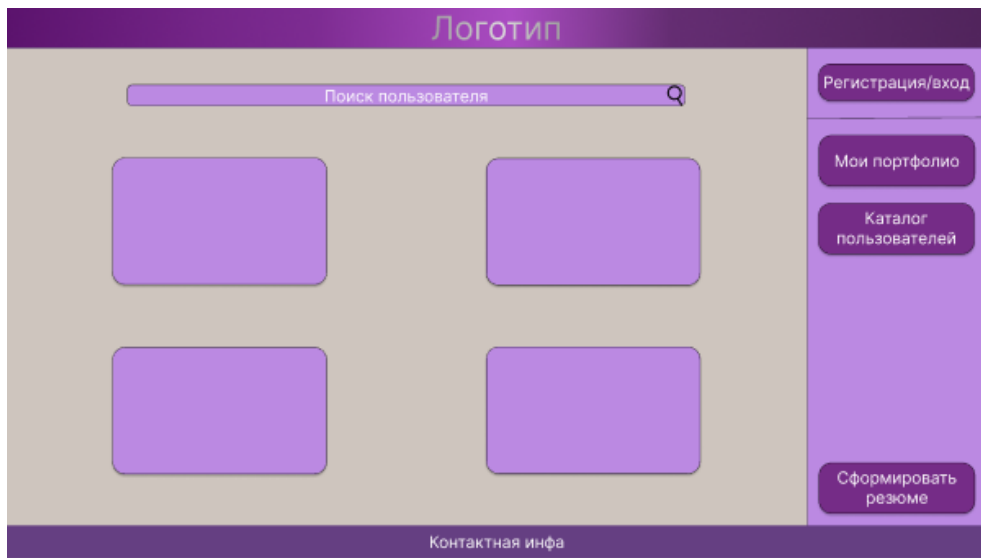 Логотип
Поиск пользователя
Регистрация/вход
Мои портфолио
Каталог
пользователей
Сформировать
резюме
Контактная инфа